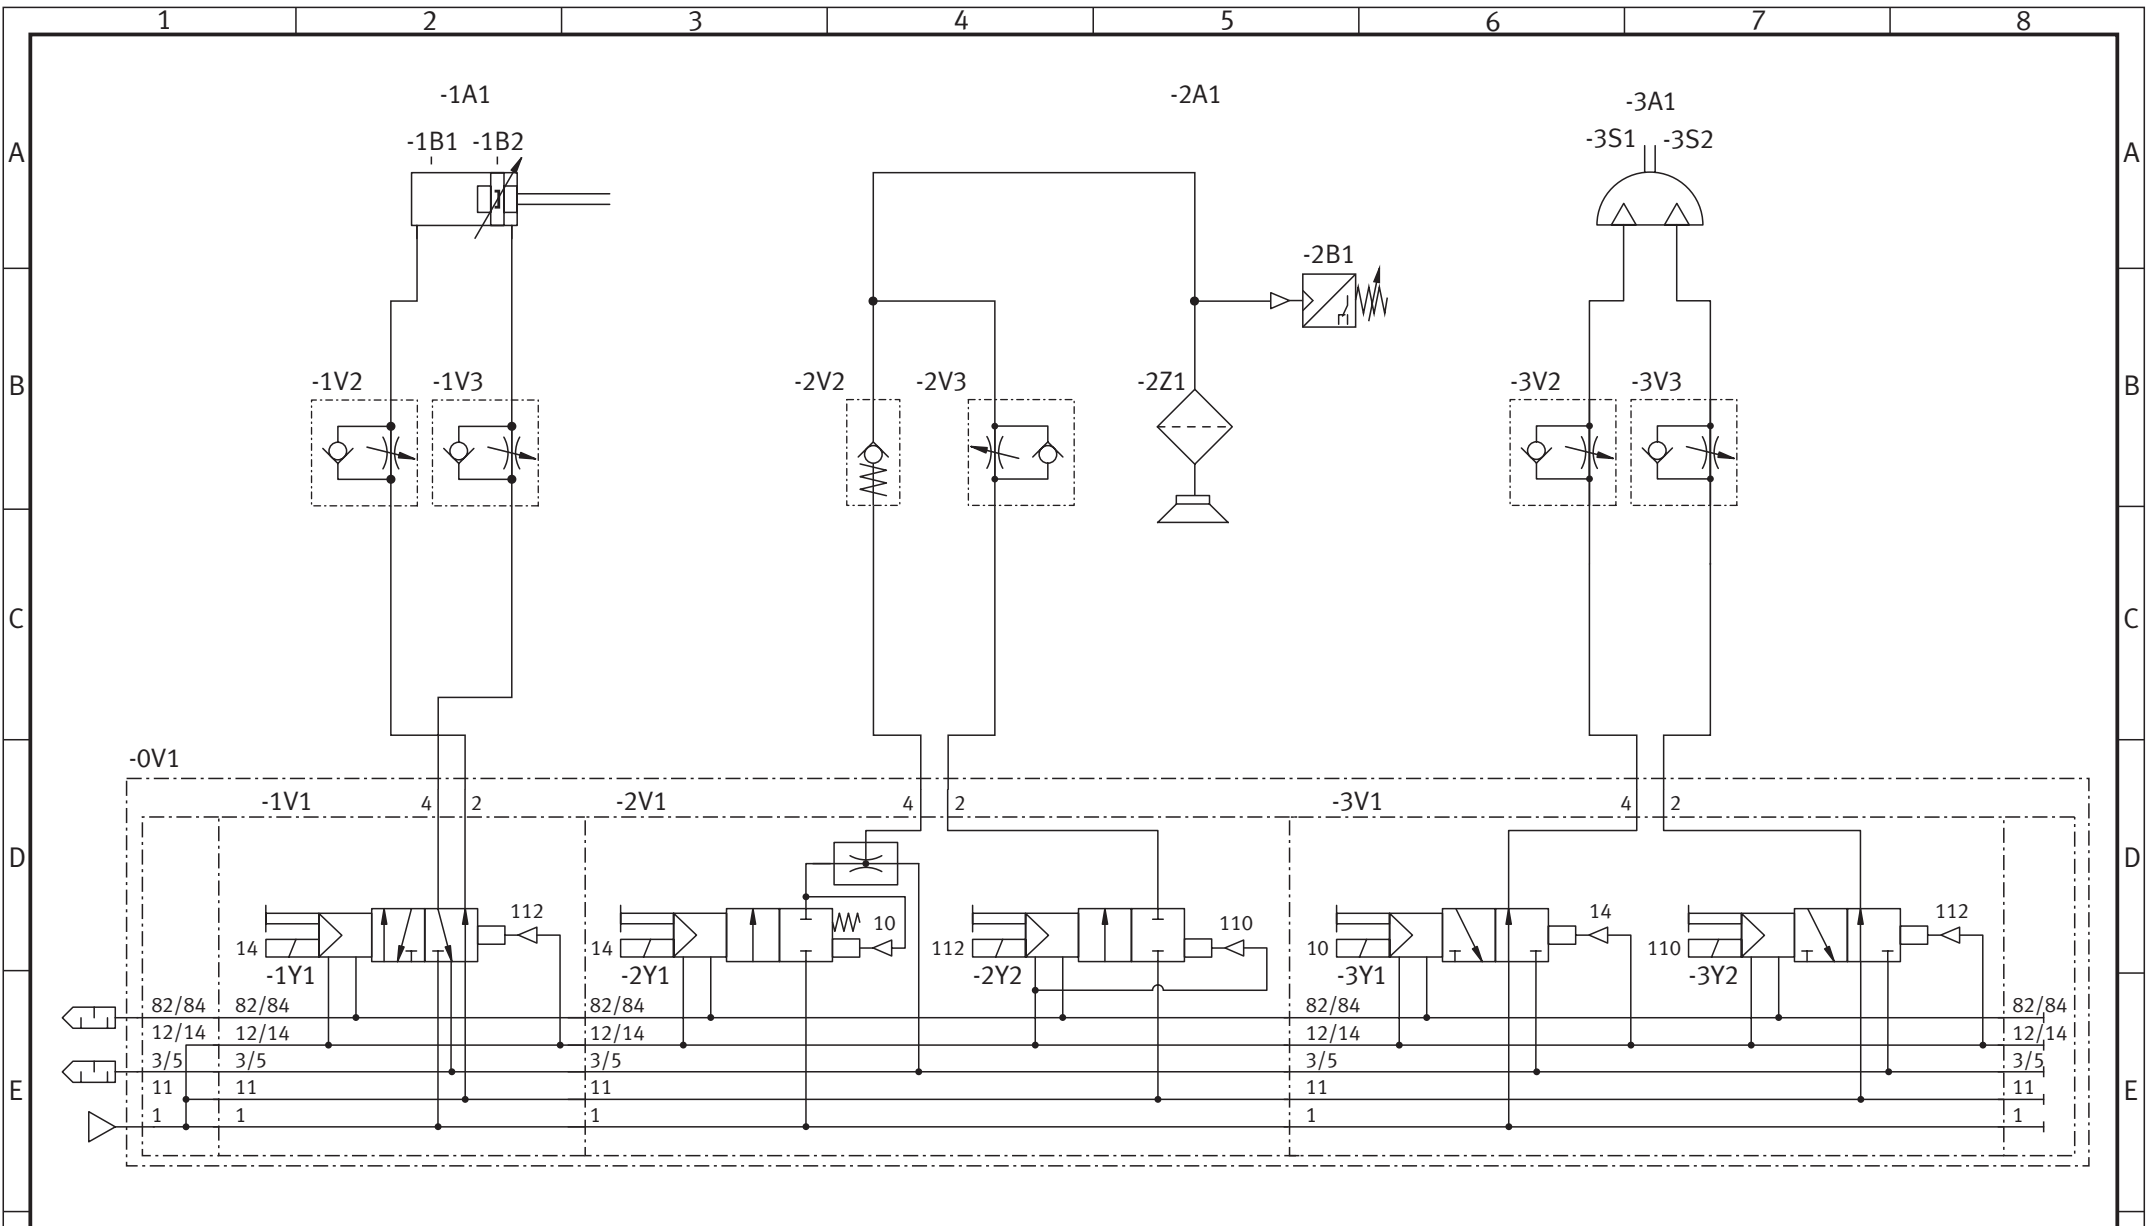 1 2 3 4 5 6 7 8
-1A1 -2A1 -3A1
A -1B1 -1B2 -3S1 -3S2 A
-2B1
B -1V2 -1V3 -2V2 -2V3 -2Z1 -3V2 -3V3 B
C C
-0V1
-1V1 4 2 -2V1 4 2 -3V1 4 2
D D
112 10 110 14 112
14 14 112 10 110
-1Y1 -2Y1 -2Y2 -3Y1 -3Y2
82/84 82/84 82/84 82/84 82/84
12/14 12/14 12/14 12/14 12/14
3/5 3/5 3/5 3/5 3/5
E 11 11 11 11 11 E
1 1 1 1 1